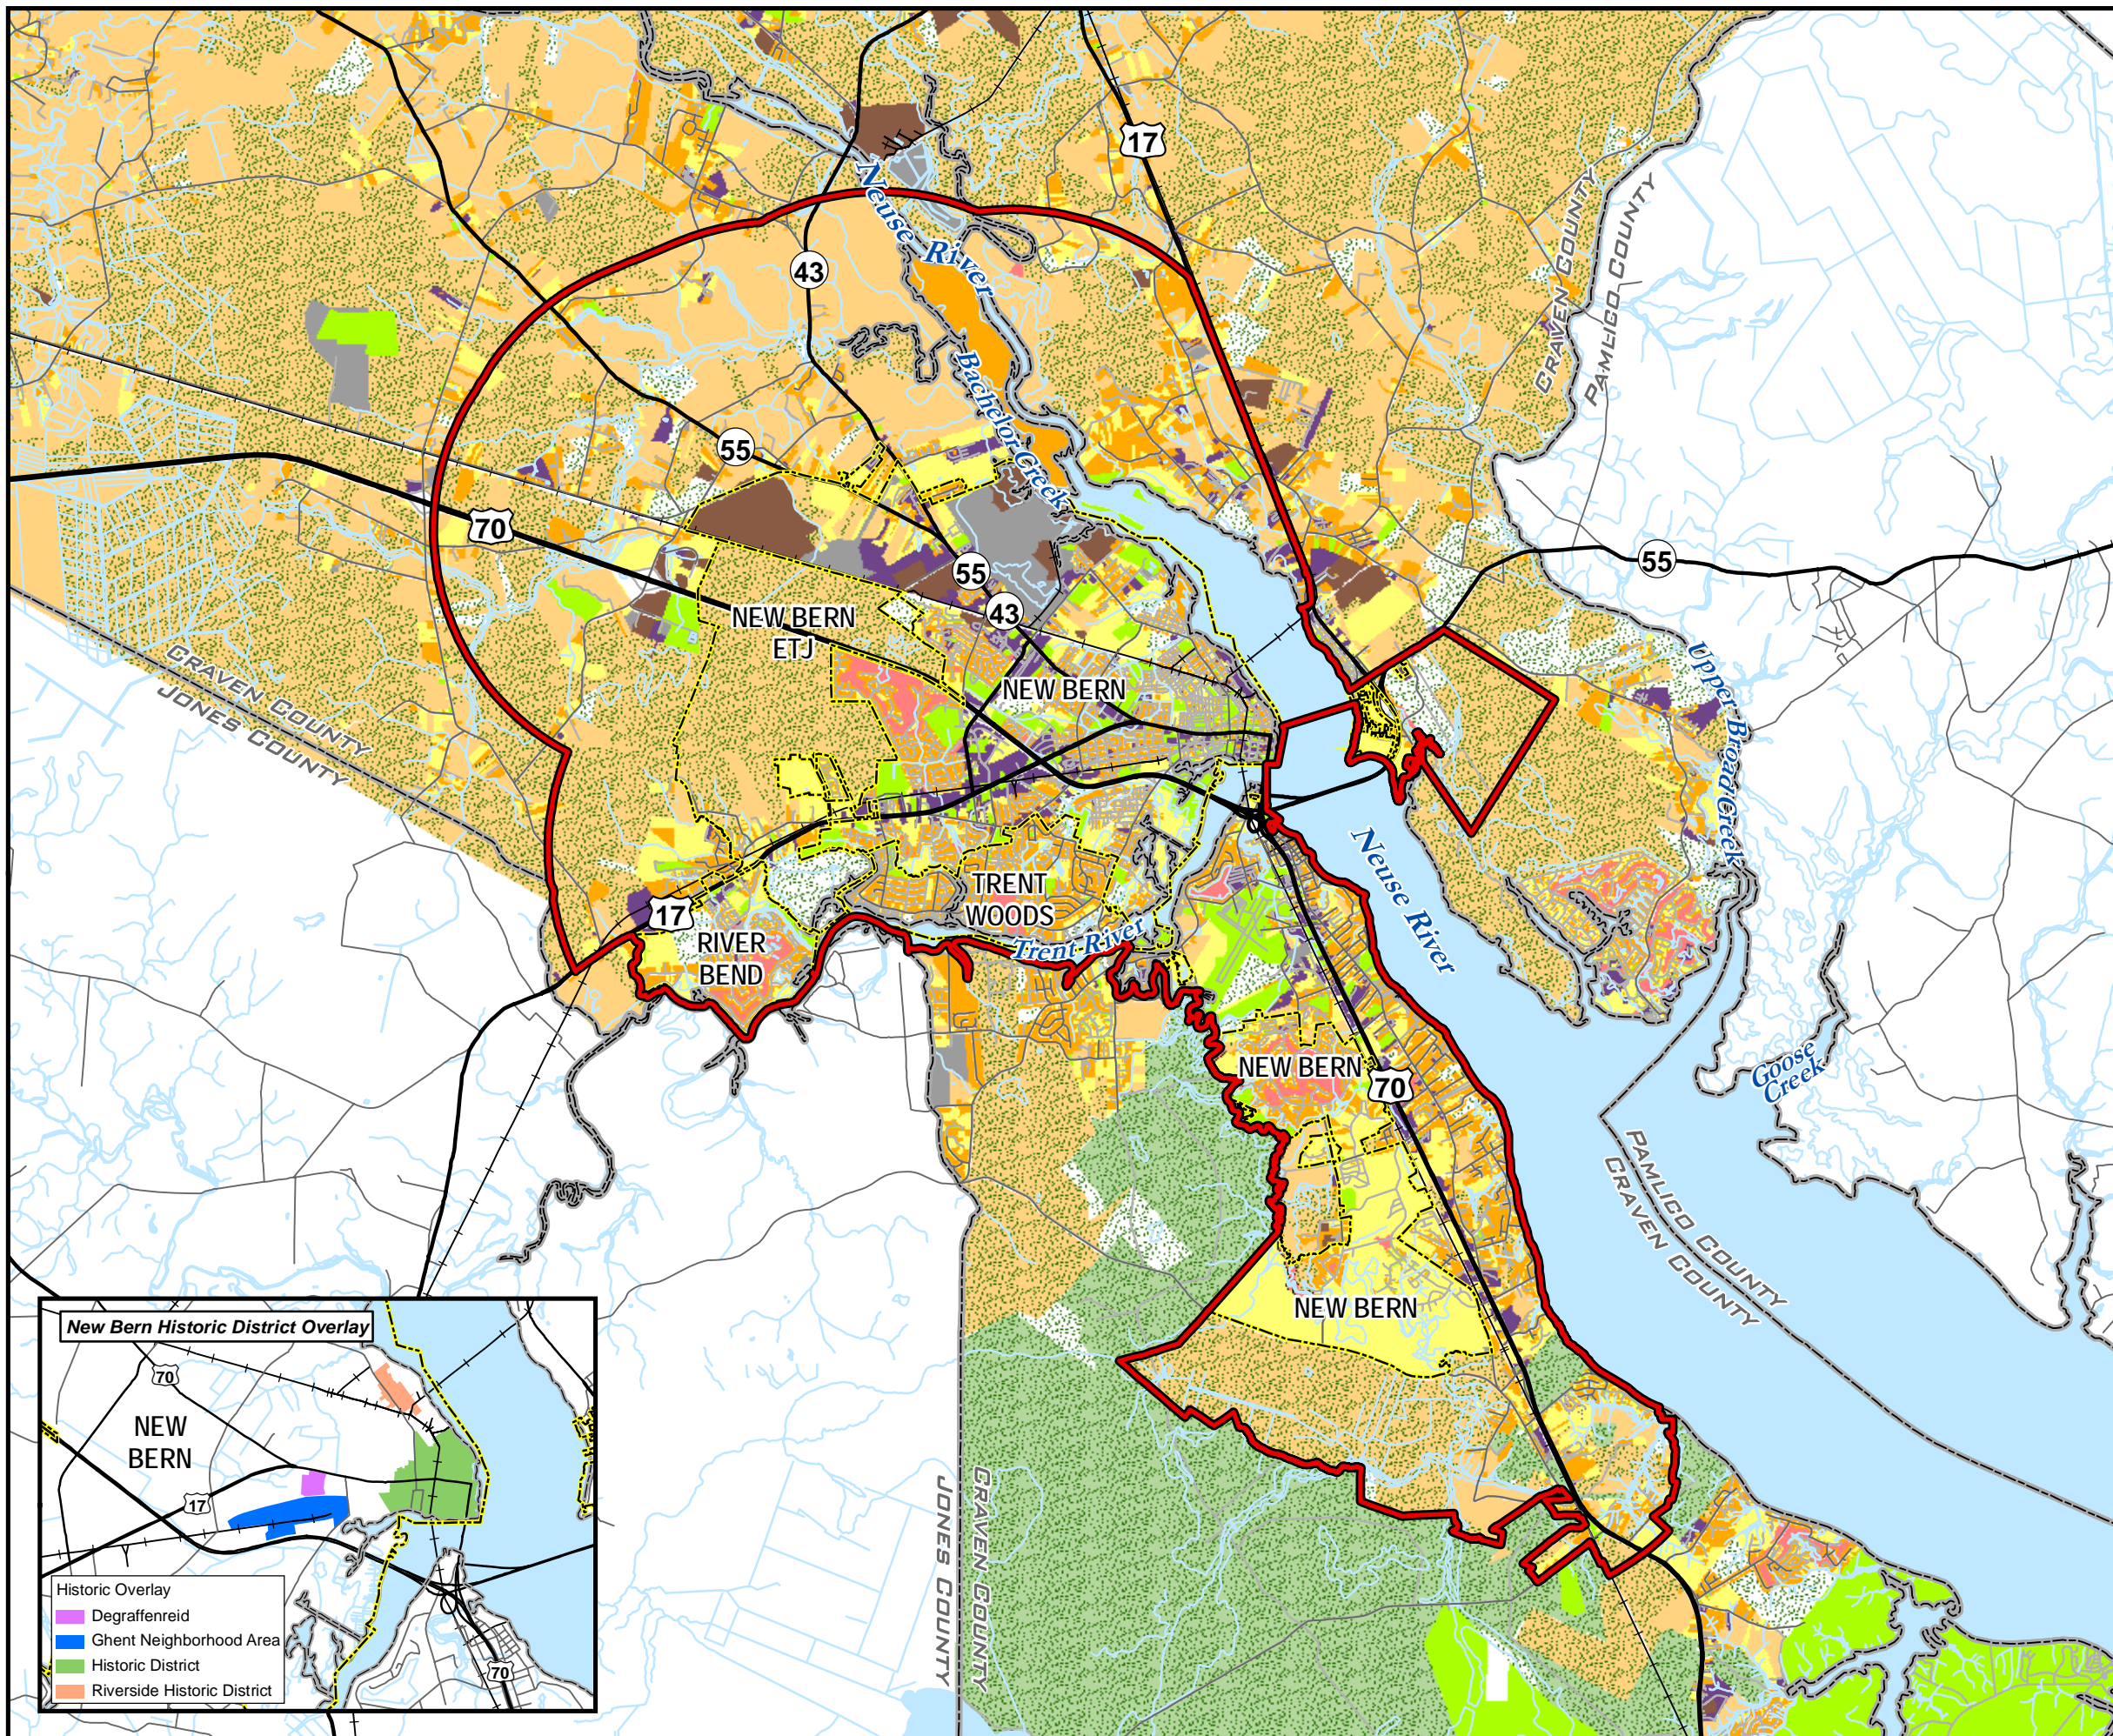 17
Neuse River
43
CRAVEN COUNTY
PAMLICO COUNTY
Bachelor Creek
55
70
55
55
43
NEW BERN
ETJ
NEW BERN
CRAVEN COUNTY
JONES COUNTY
Upper Broad Creek
Neuse River
TRENT
WOODS
17
RIVER
BEND
Trent River
NEW BERN
70
Goose
Creek
PAMLICO COUNTY
CRAVEN COUNTY
NEW BERN
JONES COUNTY
CRAVEN COUNTY
New Bern Historic District Overlay
70
NEW
BERN
17
70
Historic Overlay
Degraffenreid
Ghent Neighborhood Area
Historic District
Riverside Historic District